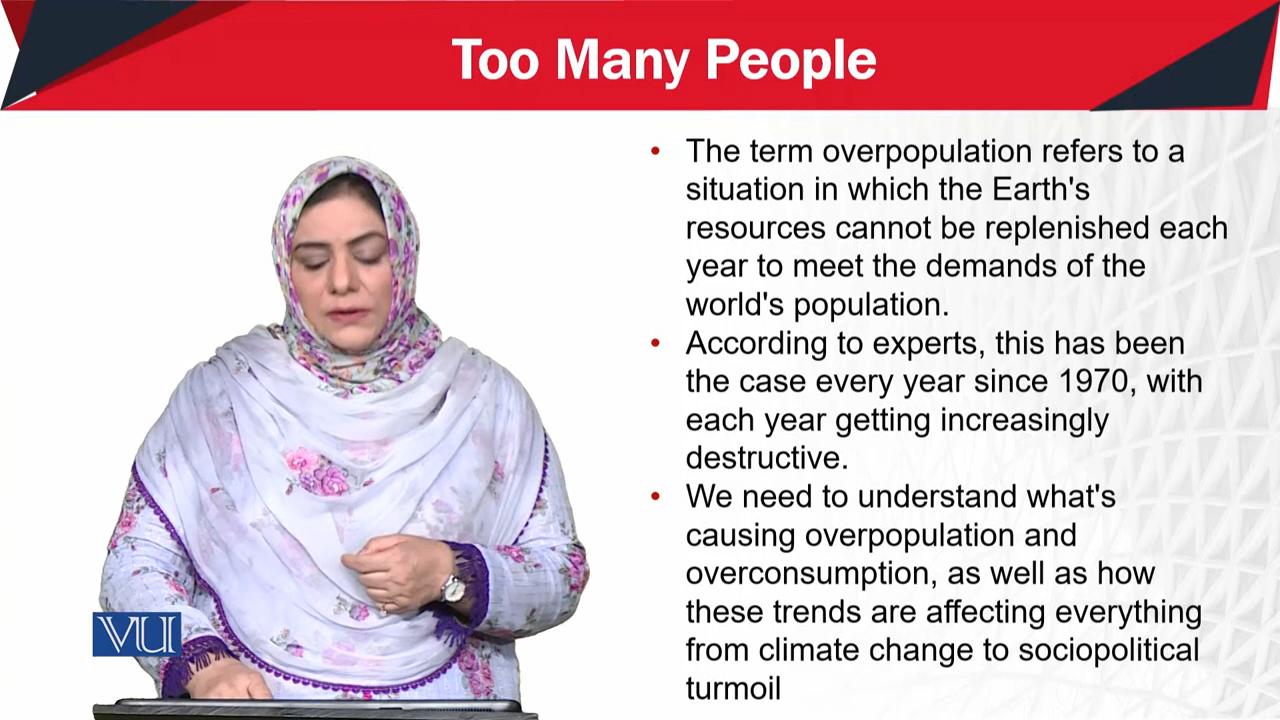 Too Many People
• The term overpopulation refers to a
situation in which the Earth's
resources cannot be replenished each
year to meet the demands of the
world's population.
• According to experts, this has been
the case every year since 1970, with
each year getting increasingly
destructive.
• We need to understand what's
causing overpopulation and
overconsumption, as well as how
these trends are affecting everything
from climate change to sociopolitical
turmoil
VU